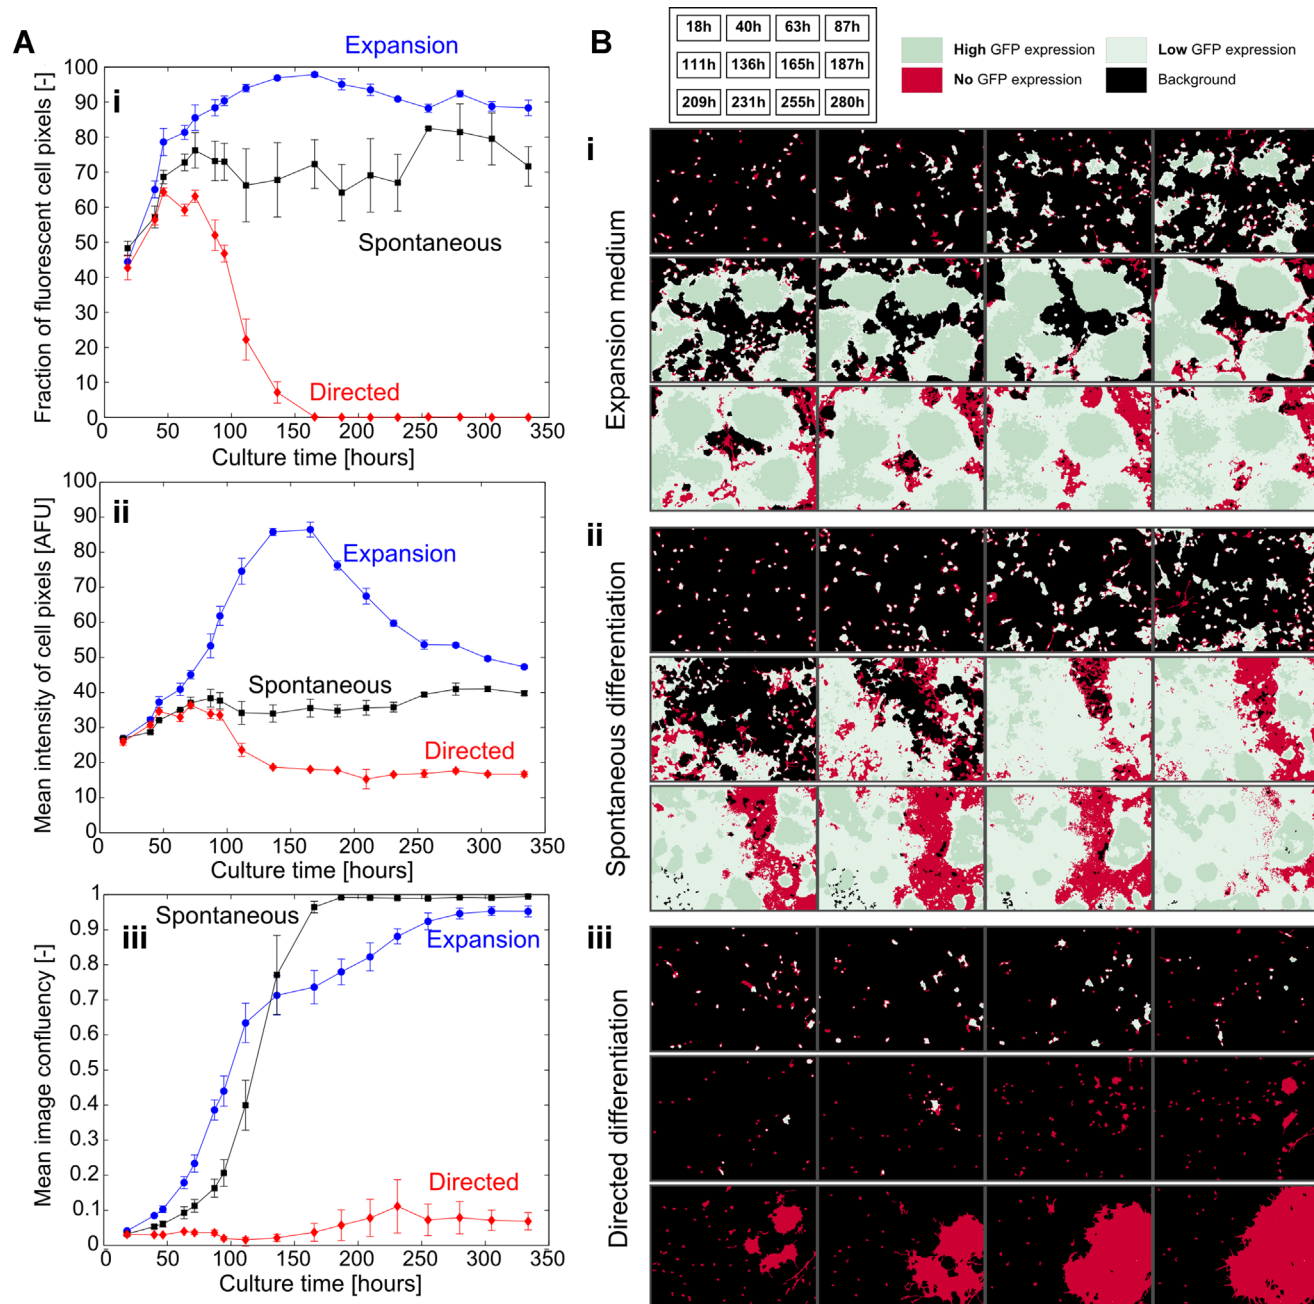 A
Expansion
i
Spontaneous
Directed
Fraction of fluorescent cell pixels [-]
100
90
80
70
60
50
40
30
20
10
0
0 50 100 150 200 250 300 350
Culture time [hours]
ii
Expansion
Spontaneous
Directed
Mean intensity of cell pixels [AFU]
100
90
80
70
60
50
40
30
20
10
0
0 50 100 150 200 250 300 350
Culture time [hours]
iii
Spontaneous
Expansion
Directed
Mean image confluency [-]
1
0.9
0.8
0.7
0.6
0.5
0.4
0.3
0.2
0.1
0
0 50 100 150 200 250 300 350
Culture time [hours]
B
18h 40h 63h 87h
111h 136h 165h 187h
209h 231h 255h 280h
High GFP expression Low GFP expression
No GFP expression Background
i
Expansion medium
ii
Spontaneous differentiation
iii
Directed differentiation